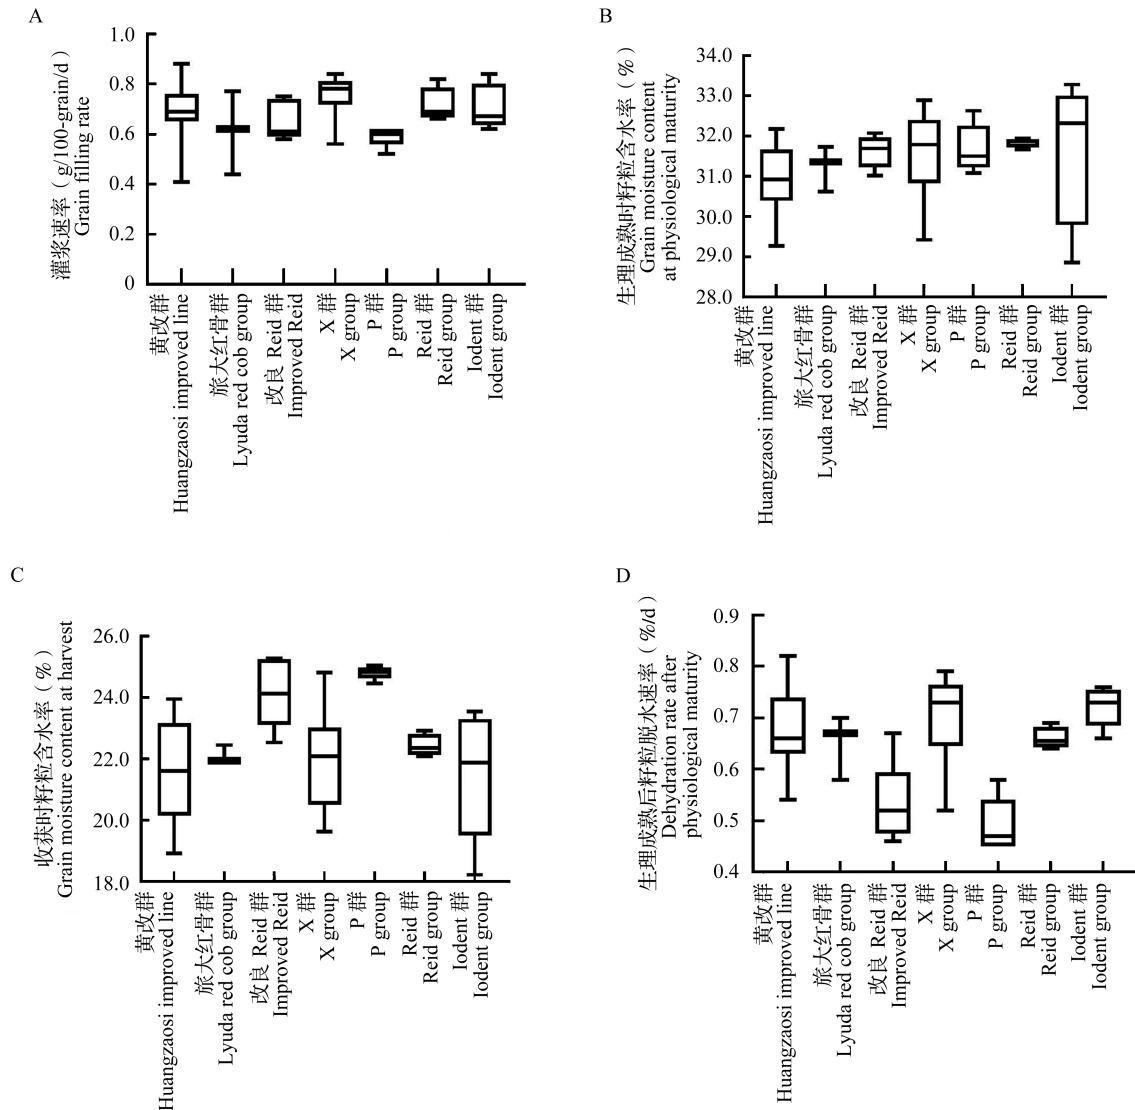 A
灌浆速率（g/100-grain/d）
Grain filling rate
1.0
0.8
0.6
0.4
0.2
0
黄改群
Huangzaosi improved line
旅大红骨群
Lyuda red cob group
改良 Reid 群
Improved Reid
X 群
X group
P 群
P group
Reid 群
Reid group
Iodent 群
Iodent group
B
生理成熟时籽粒含水率（%）
Grain moisture content
at physiological maturity
34.0
33.0
32.0
31.0
30.0
29.0
28.0
黄改群
Huangzaosi improved line
旅大红骨群
Lyuda red cob group
改良 Reid 群
Improved Reid
X 群
X group
P 群
P group
Reid 群
Reid group
Iodent 群
Iodent group
C
收获时籽粒含水率（%）
Grain moisture content at harvest
26.0
24.0
22.0
20.0
18.0
黄改群
Huangzaosi improved line
旅大红骨群
Lyuda red cob group
改良 Reid 群
Improved Reid
X 群
X group
P 群
P group
Reid 群
Reid group
Iodent 群
Iodent group
D
生理成熟后籽粒脱水速率（%/d）
Dehydration rate after
physiological maturity
0.9
0.8
0.7
0.6
0.5
0.4
黄改群
Huangzaosi improved line
旅大红骨群
Lyuda red cob group
改良 Reid 群
Improved Reid
X 群
X group
P 群
P group
Reid 群
Reid group
Iodent 群
Iodent group